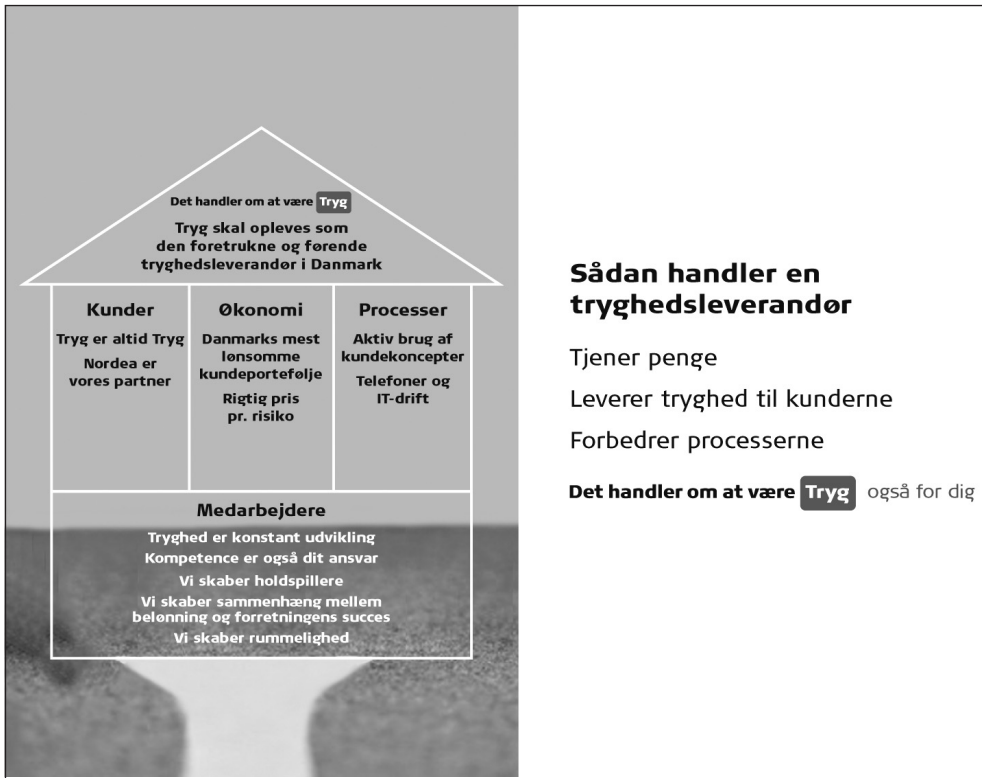 Det handler om at være Tryg
Tryg skal opleves som
den foretrukne og førende
tryghedsleverandør i Danmark
Kunder
Tryg er altid Tryg
Nordea er
vores partner
Økonomi
Danmarks mest
lønsomme
kundeportefølje
Rigtig pris
pr. risiko
Processer
Aktiv brug af
kundekoncepter
Telefoner og
IT-drift
Medarbejdere
Tryghed er konstant udvikling
Kompetence er også dit ansvar
Vi skaber holdspillere
Vi skaber sammenhæng mellem
belønning og forretningens succes
Vi skaber rummelighed
Sådan handler en
tryghedsleverandør
Tjener penge
Leverer tryghed til kunderne
Forbedrer processerne
Det handler om at være Tryg også for dig